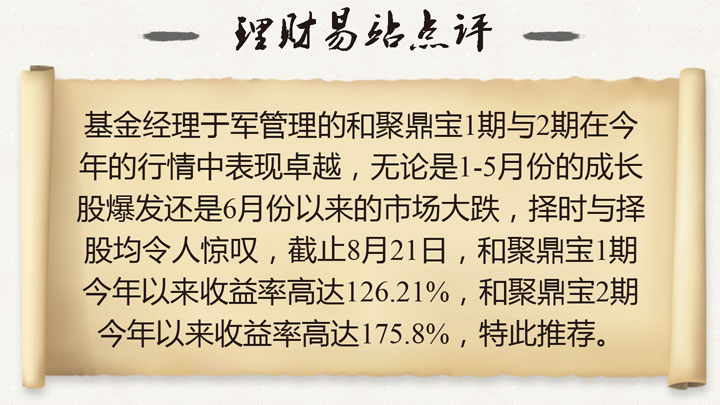 理财易站点评
基金经理于军管理的和聚鼎宝1期与2期在今
年的行情中表现卓越，无论是1-5月份的成长
股爆发还是6月份以来的市场大跌，择时与择
股均令人惊叹，截止8月21日，和聚鼎宝1期
今年以来收益率高达126.21%，和聚鼎宝2期
今年以来收益率高达175.8%，特此推荐。